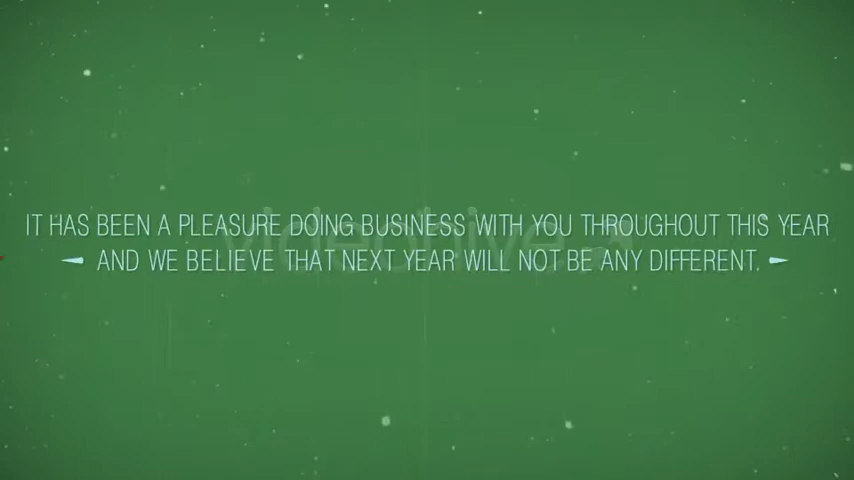 IT HAS BEEN A PLEASURE DOING BUSINESS WITH YOU THROUGHOUT THIS YEAR
AND WE BELIEVE THAT NEXT YEAR WILL NOT BE ANY DIFFERENT.
videohive